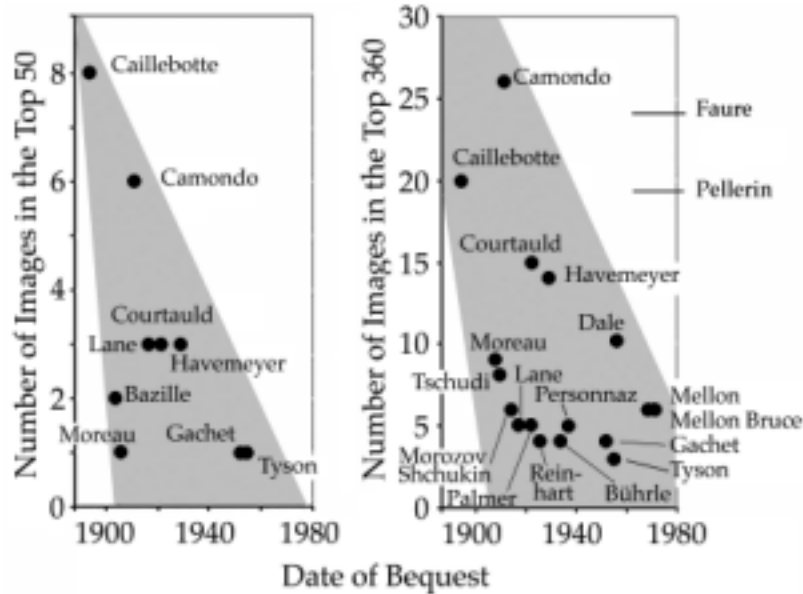 Number of Images in the Top 50
8
6
4
2
0
Caillebotte
Camondo
Courtauld
Lane
Havemeyer
Bazille
Moreau
Gachet
Tyson
1900
1940
1980
Number of Images in the Top 360
30
25
20
15
10
5
0
Camondo
Faure
Caillebotte
Pellerin
Courtauld
Havemeyer
Dale
Moreau
Tschudi
Lane
Personnaz
Mellon
Mellon Bruce
Morozov
Shchukin
Gachet
Palmer
Rein-
hart
Bührle
Tyson
1900
1940
1980
Date of Bequest